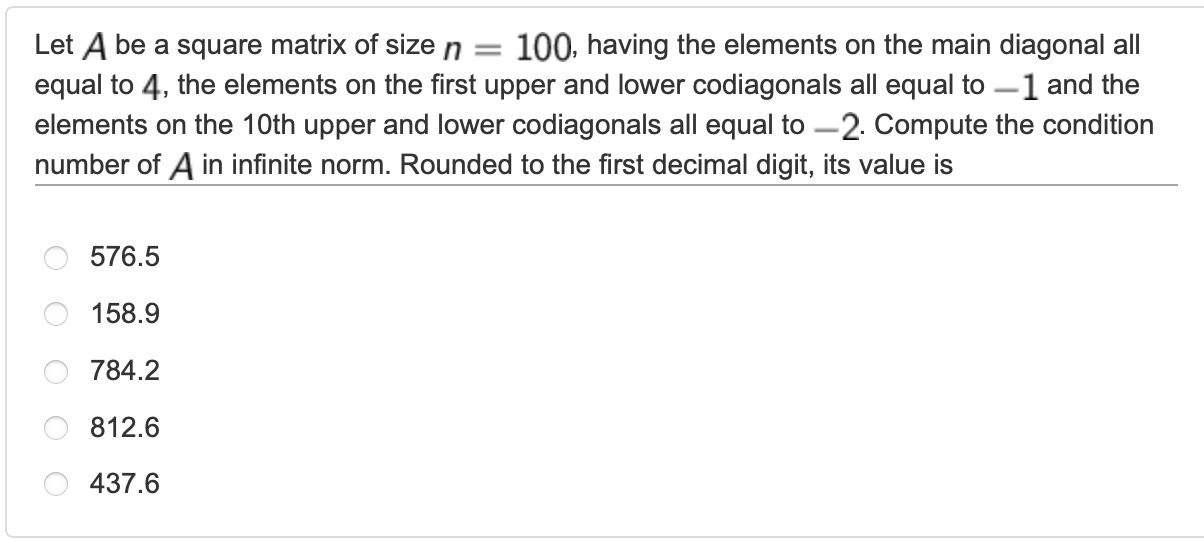 Let A be a square matrix of size n = 100, having the elements on the main diagonal all
equal to 4, the elements on the first upper and lower codiagonals all equal to −1 and the
elements on the 10th upper and lower codiagonals all equal to −2. Compute the condition
number of A in infinite norm. Rounded to the first decimal digit, its value is
576.5
158.9
784.2
812.6
437.6